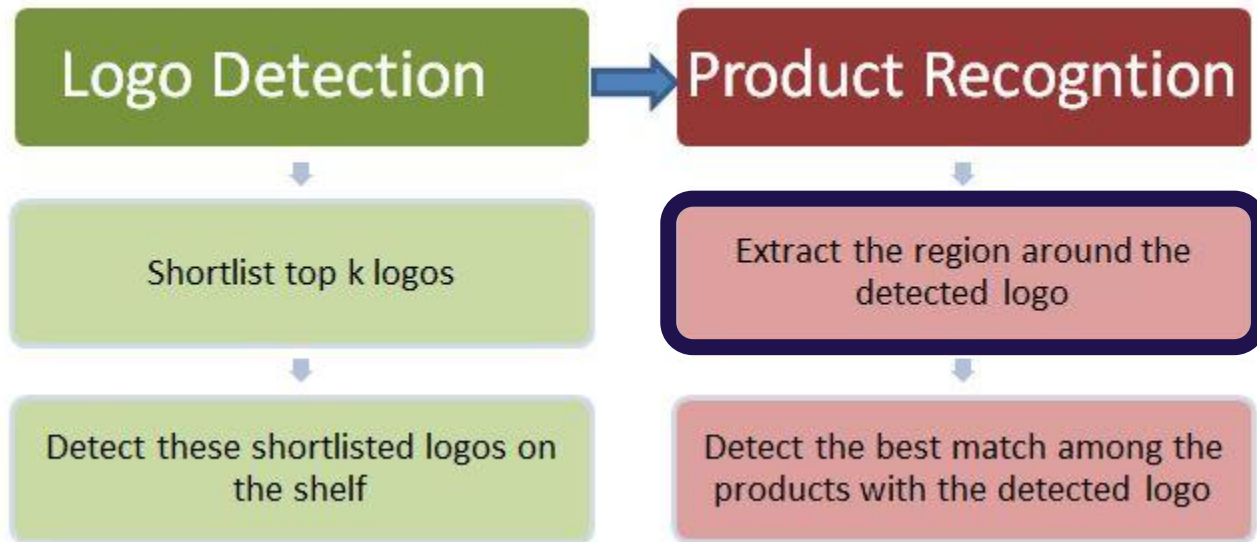 Logo Detection
Product Recogntion
Shortlist top k logos
Extract the region around the
detected logo
Detect these shortlisted logos on
the shelf
Detect the best match among the
products with the detected logo